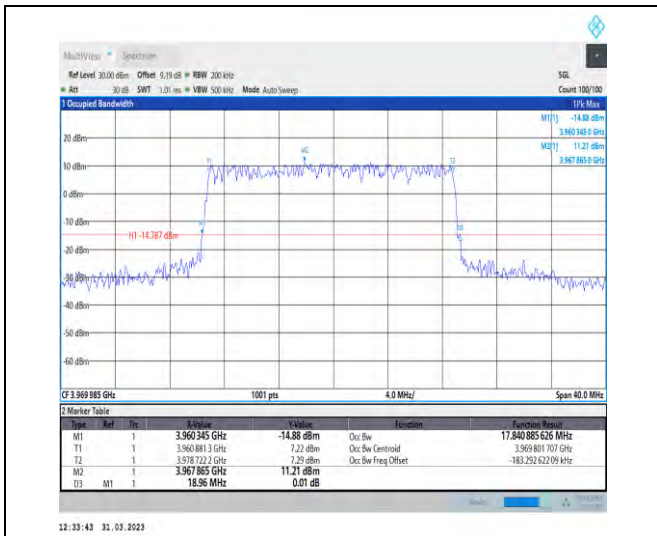 MultiView Spectrum
Ref Level 30.00 dBm Offset 9.19 dB RBW 200 kHz SGL
Att 30 dB SWT 1.01 ms VBW 500 kHz Mode Auto Sweep Count 100/100
1 Occupied Bandwidth 1Pk Max
M1[1] -14.88 dBm
3.960 345 0 GHz
M2[1] 11.21 dBm
3.967 865 0 GHz
20 dBm
10 dBm
T1 M2 T2
0 dBm
-10 dBm
H1 -14.787 dBm
-20 dBm
-30 dBm
-40 dBm
-50 dBm
-60 dBm
CF 3.969 985 GHz 1001 pts 4.0 MHz/ Span 40.0 MHz
2 Marker Table
Type Ref Trc X-Value Y-Value Function Function Result
M1 1 3.960 345 GHz -14.88 dBm Occ Bw 17.840 885 626 MHz
T1 1 3.960 881 3 GHz 7.22 dBm Occ Bw Centroid 3.969 801 707 GHz
T2 1 3.978 722 2 GHz 7.29 dBm Occ Bw Freq Offset -183.292 622 09 kHz
M2 1 3.967 865 GHz 11.21 dBm
D3 M1 1 18.96 MHz 0.01 dB
12:33:43 31.03.2023